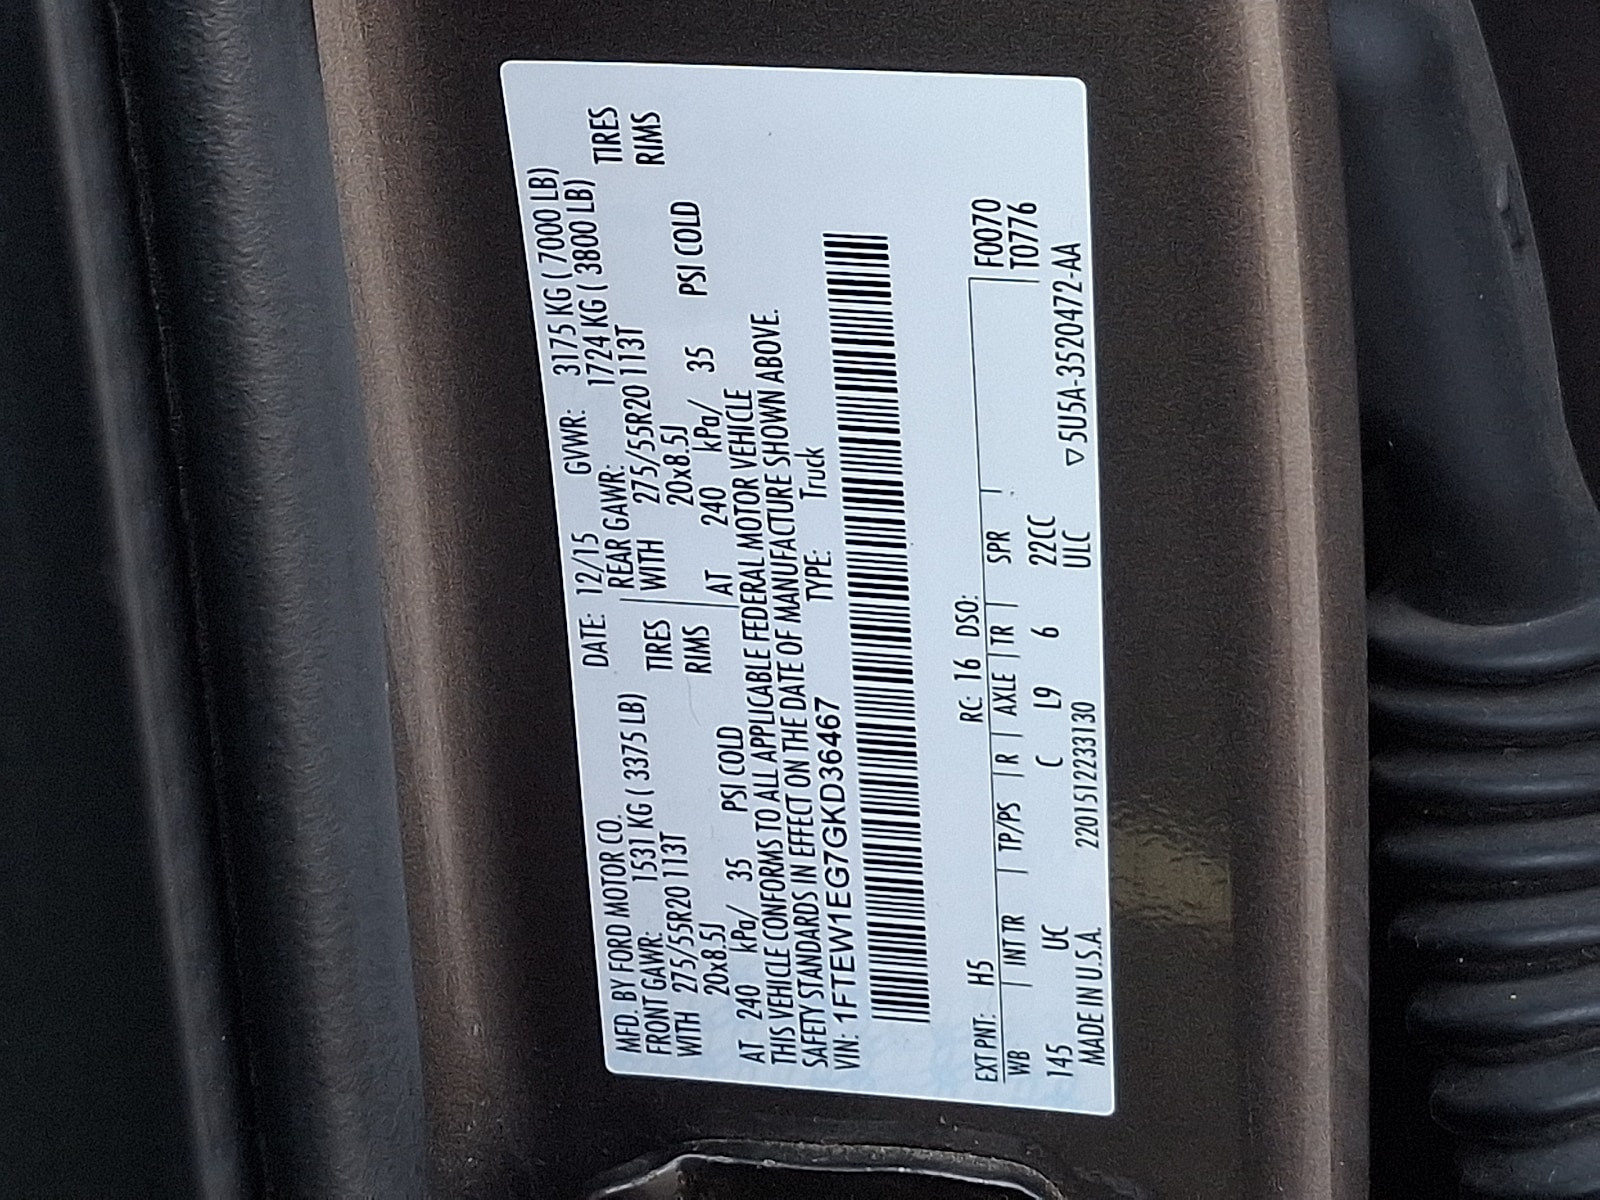 MFD. BY FORD MOTOR CO. DATE: 12/15 GVWR: 3175 KG ( 7000 LB)
FRONT GAWR: 1531 KG ( 3375 LB) REAR GAWR: 1724 KG ( 3800 LB)
WITH 275/55R20 113T TIRES WITH 275/55R20 113T TIRES
20x8.5J RIMS 20x8.5J RIMS
AT 240 kPa/ 35 PSI COLD AT 240 kPa/ 35 PSI COLD
THIS VEHICLE CONFORMS TO ALL APPLICABLE FEDERAL MOTOR VEHICLE
SAFETY STANDARDS IN EFFECT ON THE DATE OF MANUFACTURE SHOWN ABOVE.
VIN: 1FTEW1EG7GKD36467 TYPE: Truck
EXT PNT: H5 RC: 16 DSO: F0070
WB | INT TR | TP/PS | R | AXLE | TR | SPR | T0776
145 UC C L9 6 22CC
MADE IN U.S.A. 2201512233130 ULC ▽5U5A-3520472-AA